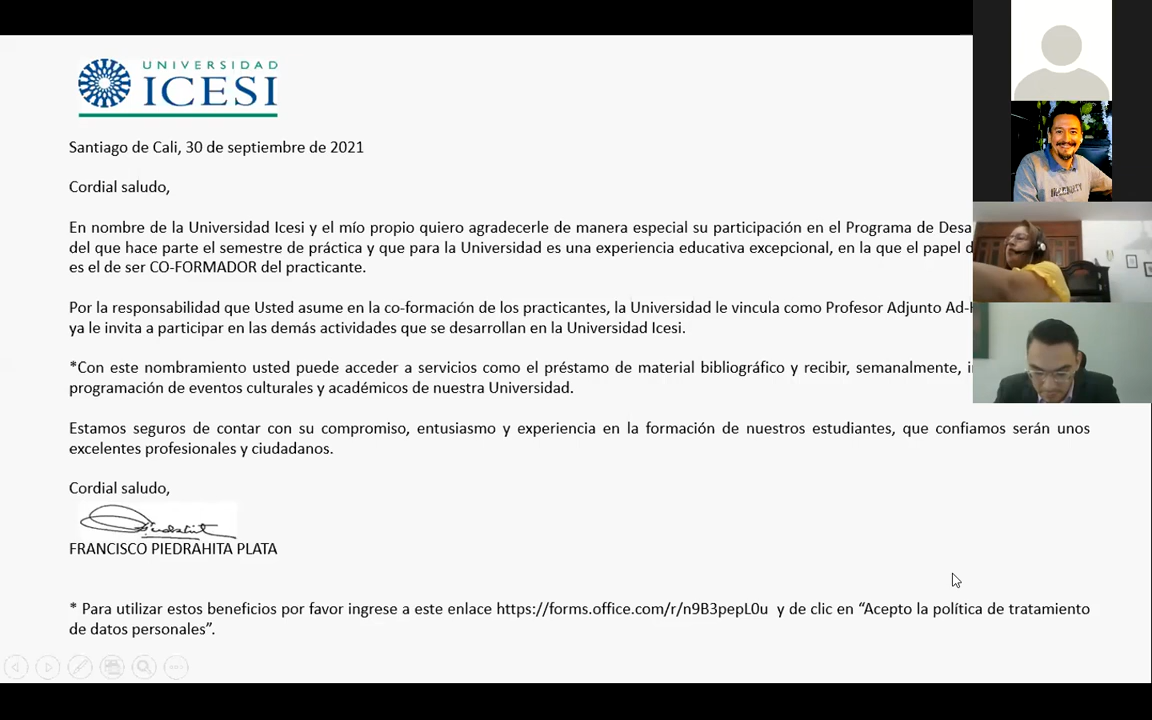 UNIVERSIDAD
ICESI
Santiago de Cali, 30 de septiembre de 2021
Cordial saludo,
En nombre de la Universidad Icesi y el mío propio quiero agradecerle de manera especial su participación en el Programa de
del que hace parte el semestre de práctica y que para la Universidad es una experiencia educativa excepcional, en la que el papel
es el de ser CO-FORMADOR del practicante.
Por la responsabilidad que Usted asume en la co-formación de los practicantes, la Universidad le vincula como Profesor Adjunto
ya le invita a participar en las demás actividades que se desarrollan en la Universidad Icesi.
*Con este nombramiento usted puede acceder a servicios como el préstamo de material bibliográfico y recibir, semanalmente,
programación de eventos culturales y académicos de nuestra Universidad.
Estamos seguros de contar con su compromiso, entusiasmo y experiencia en la formación de nuestros estudiantes, que confiamos serán unos
excelentes profesionales y ciudadanos.
Cordial saludo,
FRANCISCO PIEDRAHITA PLATA
* Para utilizar estos beneficios por favor ingrese a este enlace https://forms.office.com/r/n9B3pepL0u y de clic en “Acepto la política de tratamiento
de datos personales”.